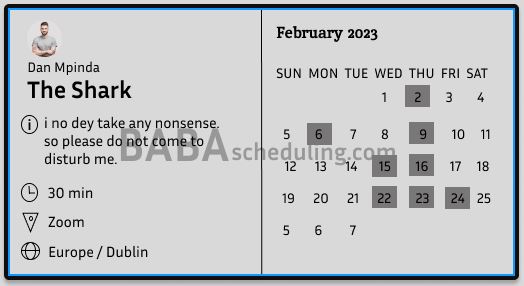 Dan Mpinda
The Shark
i no dey take any nonsense.
so please do not come to
disturb me.
30 min
Zoom
Europe / Dublin
February 2023
SUN MON TUE WED THU FRI SAT
1 2 3 4
5 6 7 8 9 10 11
12 13 14 15 16 17 18
19 20 21 22 23 24 25
5 6 7
BABA scheduling.com